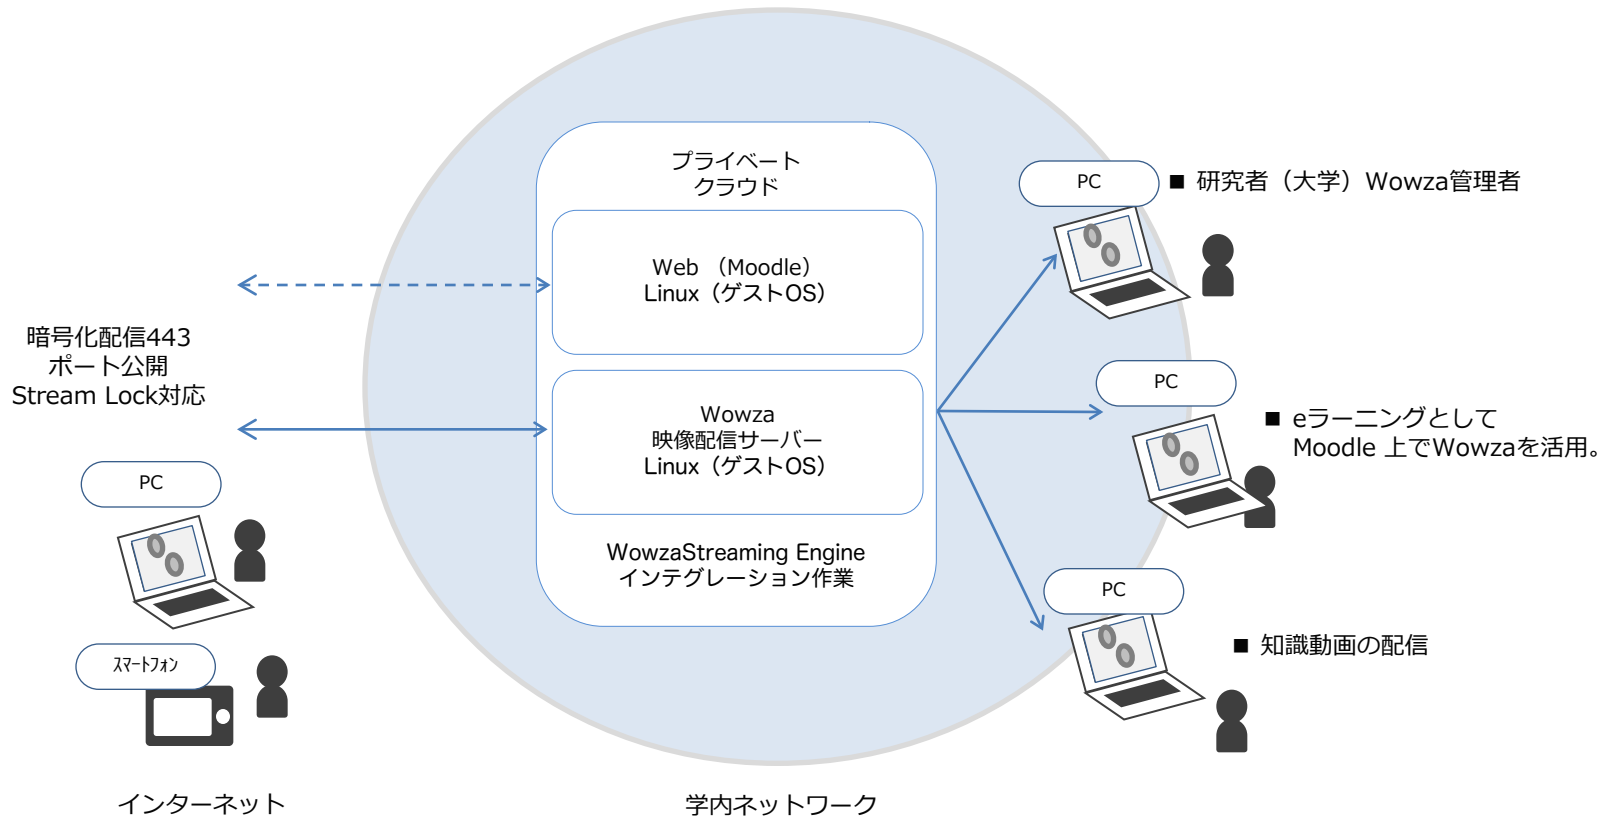 プライベート
クラウド
Web （Moodle）
Linux（ゲストOS）
Wowza
映像配信サーバー
Linux（ゲストOS）
WowzaStreaming Engine
インテグレーション作業
暗号化配信443
ポート公開
Stream Lock対応
PC
ｽﾏｰﾄﾌｫﾝ
インターネット
学内ネットワーク
PC
■ 研究者（大学）Wowza管理者
PC
■ eラーニングとして
Moodle 上でWowzaを活用。
PC
■ 知識動画の配信